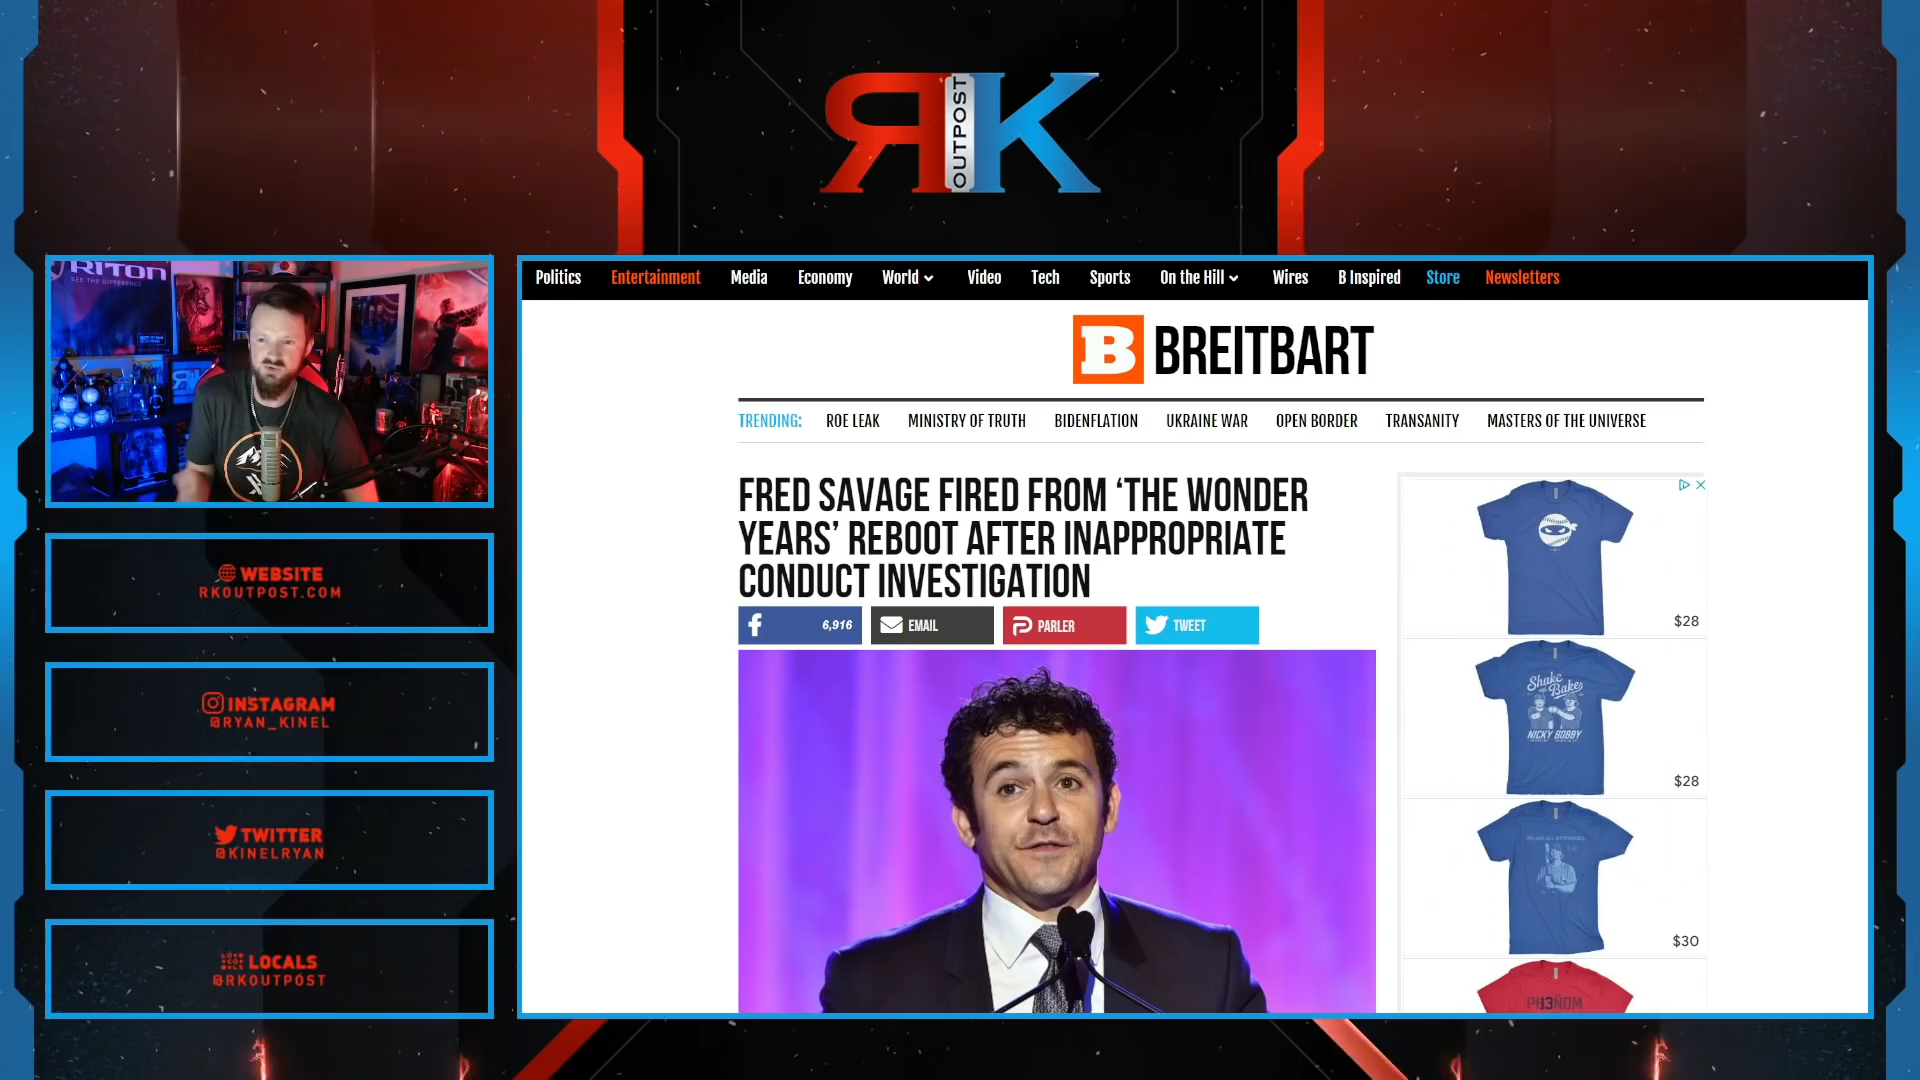 RK
OUTPOST
RITON
SEE THE DIFFERENCE
WEBSITE
RKOUTPOST.COM
INSTAGRAM
@RYAN_KINEL
TWITTER
@KINELRYAN
LOCALS
@RKOUTPOST
Politics Entertainment Media Economy World Video Tech Sports On the Hill Wires B Inspired Store Newsletters
B BREITBART
TRENDING: ROE LEAK MINISTRY OF TRUTH BIDENFLATION UKRAINE WAR OPEN BORDER TRANSANITY MASTERS OF THE UNIVERSE
FRED SAVAGE FIRED FROM ‘THE WONDER
YEARS’ REBOOT AFTER INAPPROPRIATE
CONDUCT INVESTIGATION
6,916 EMAIL PARLER TWEET
$28
Shake
Bake
NICKY BOBBY
$28
$30
PH3NOM